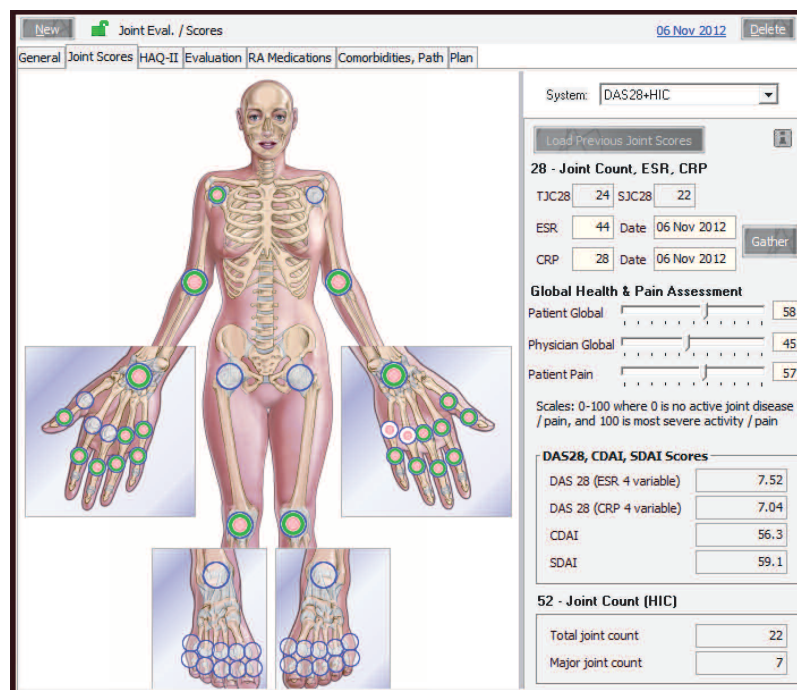 New Joint Eval. / Scores 06 Nov 2012 Delete
General Joint Scores HAQ-II Evaluation RA Medications Comorbidities, Path Plan
System: DAS28+HIC
Load Previous Joint Scores
28 - Joint Count, ESR, CRP
TJC28 24 SJC28 22
ESR 44 Date 06 Nov 2012
Gather
CRP 28 Date 06 Nov 2012
Global Health & Pain Assessment
Patient Global 58
Physician Global 45
Patient Pain 57
Scales: 0-100 where 0 is no active joint disease
/ pain, and 100 is most severe activity / pain
DAS28, CDAI, SDAI Scores
DAS 28 (ESR 4 variable) 7.52
DAS 28 (CRP 4 variable) 7.04
CDAI 56.3
SDAI 59.1
52 - Joint Count (HIC)
Total joint count 22
Major joint count 7